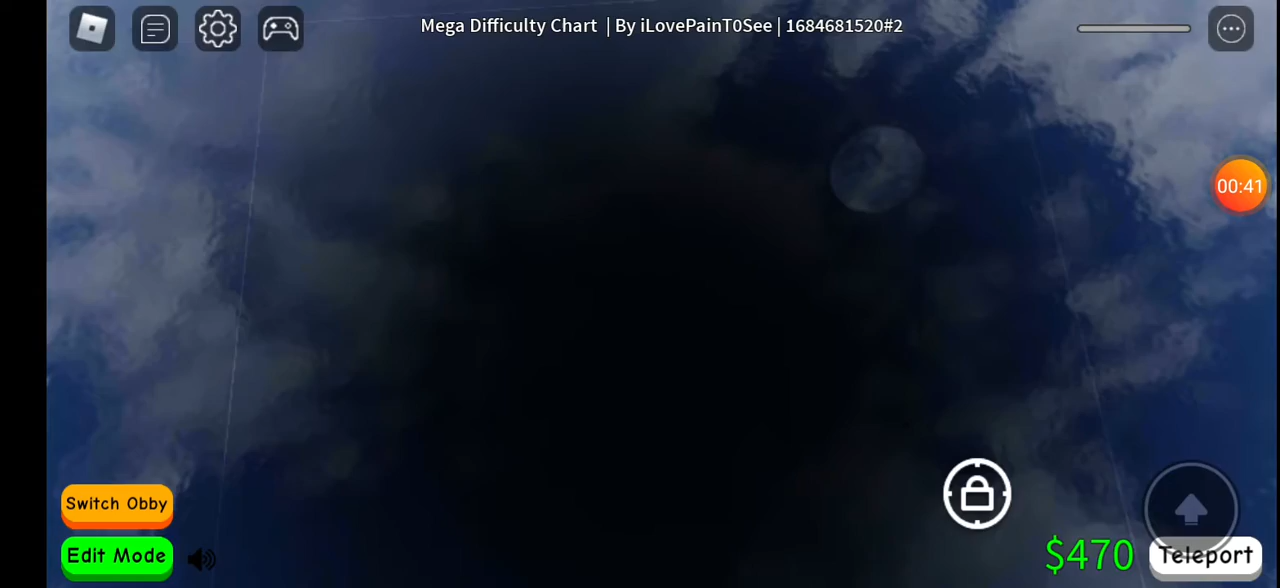 Mega Difficulty Chart | By iLovePainT0See | 1684681520#2
00:41
Switch Obby
Edit Mode
$470
Teleport